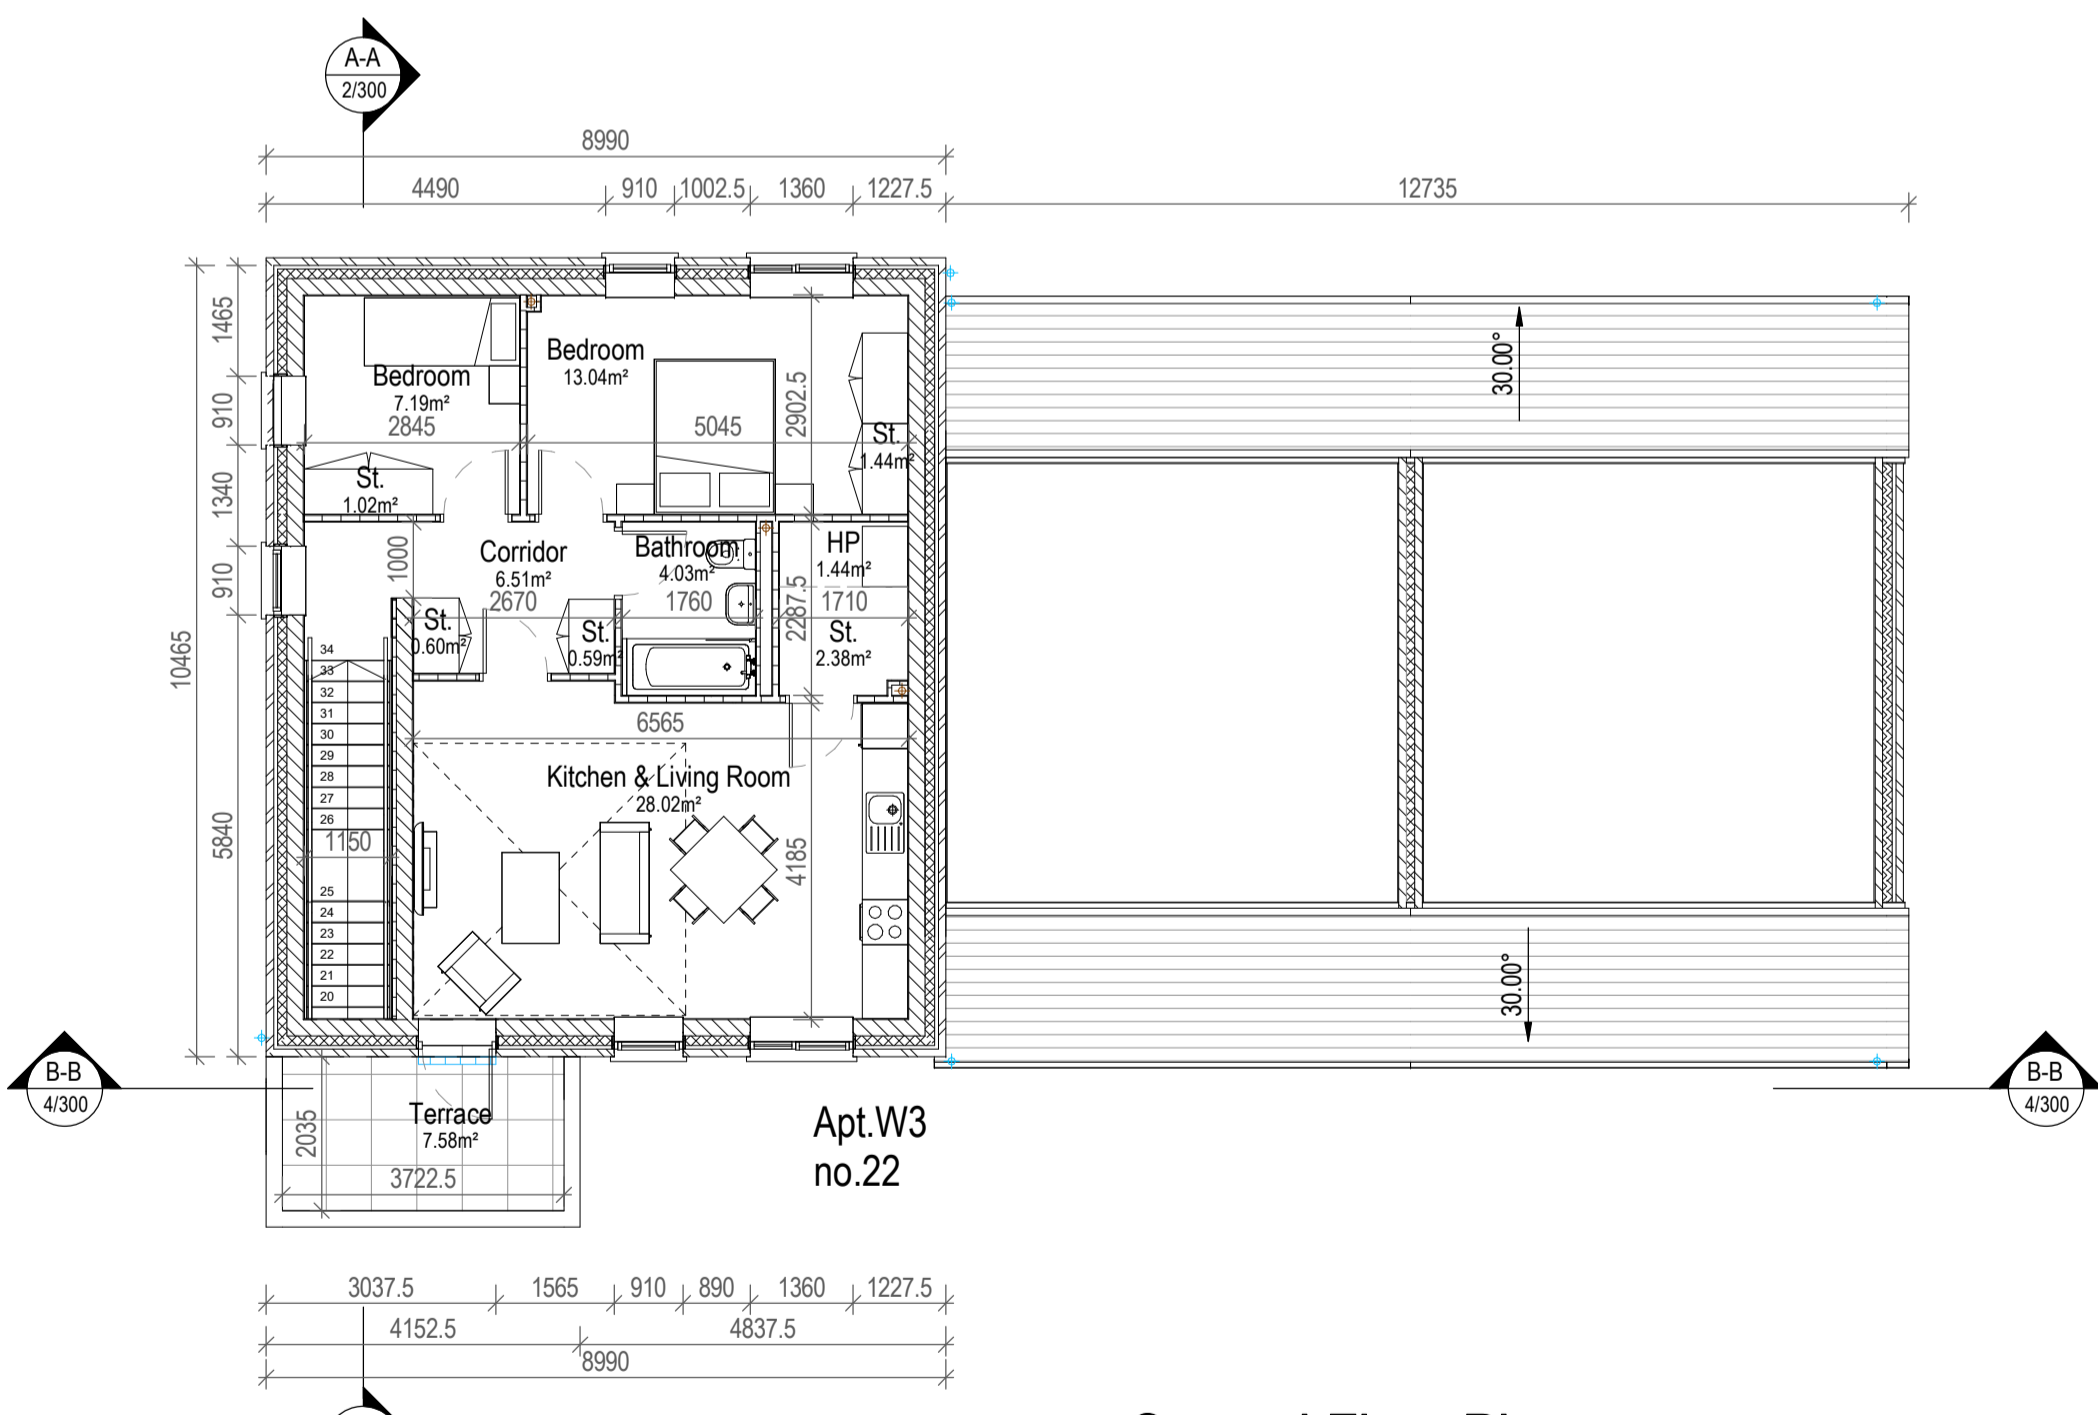 A-A
2/300
8990
4490 910 1002.5 1360 1227.5 12735
10465
1465
910
1340
910
5840
Bedroom
7.19m²
2845
Bedroom
13.04m²
5045
2902.5
St.
1.44m²
St.
1.02m²
30.00°
1000
Corridor
6.51m²
2670
Bathroom
4.03m²
1760
HP
1.44m²
2287.5
1710
St.
0.60m²
St.
0.59m²
St.
2.38m²
34
33
32
31
30
29
28
27
26
1150
25
24
23
22
21
20
6565
Kitchen & Living Room
28.02m²
4185
30.00°
B-B
4/300
B-B
4/300
Terrace
7.58m²
2035
3722.5
Apt.W3
no.22
3037.5 1565 910 890 1360 1227.5
4152.5 4837.5
8990